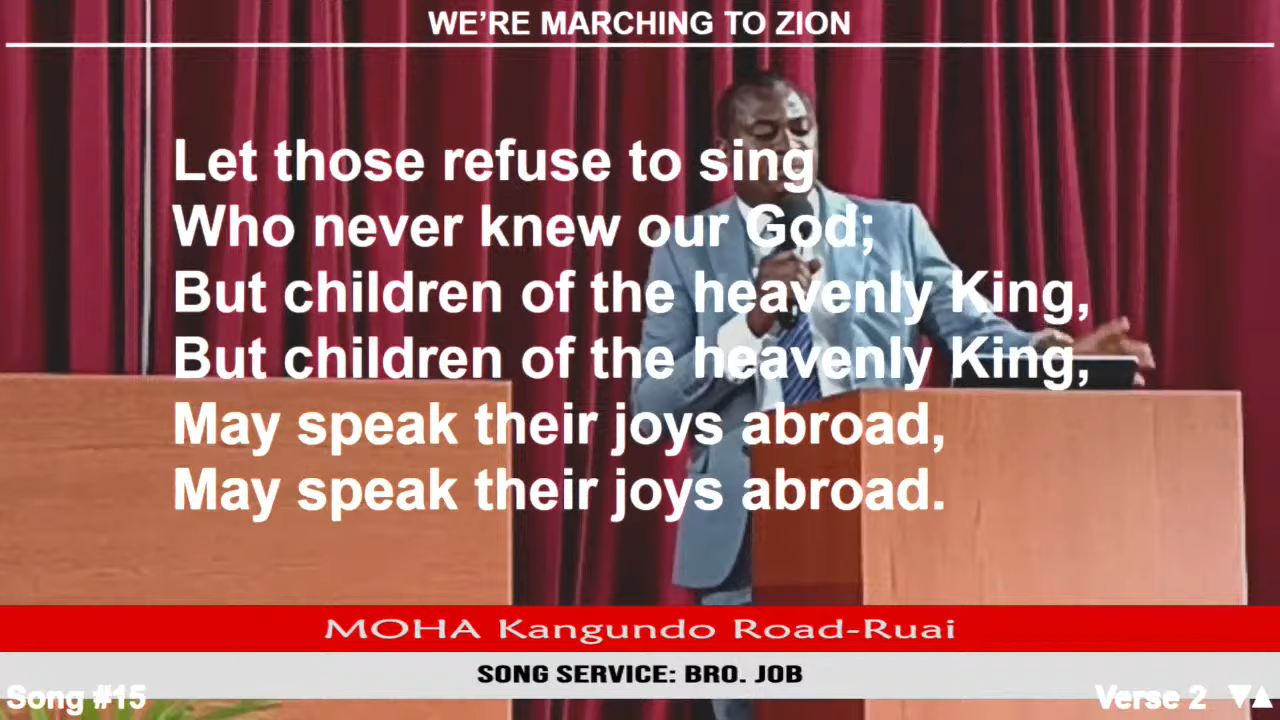 WE’RE MARCHING TO ZION
Let those refuse to sing
Who never knew our God;
But children of the heavenly King,
But children of the heavenly King,
May speak their joys abroad,
May speak their joys abroad.
MOHA Kangundo Road-Ruai
SONG SERVICE: BRO. JOB
Song #15
Verse 2 ▼▲